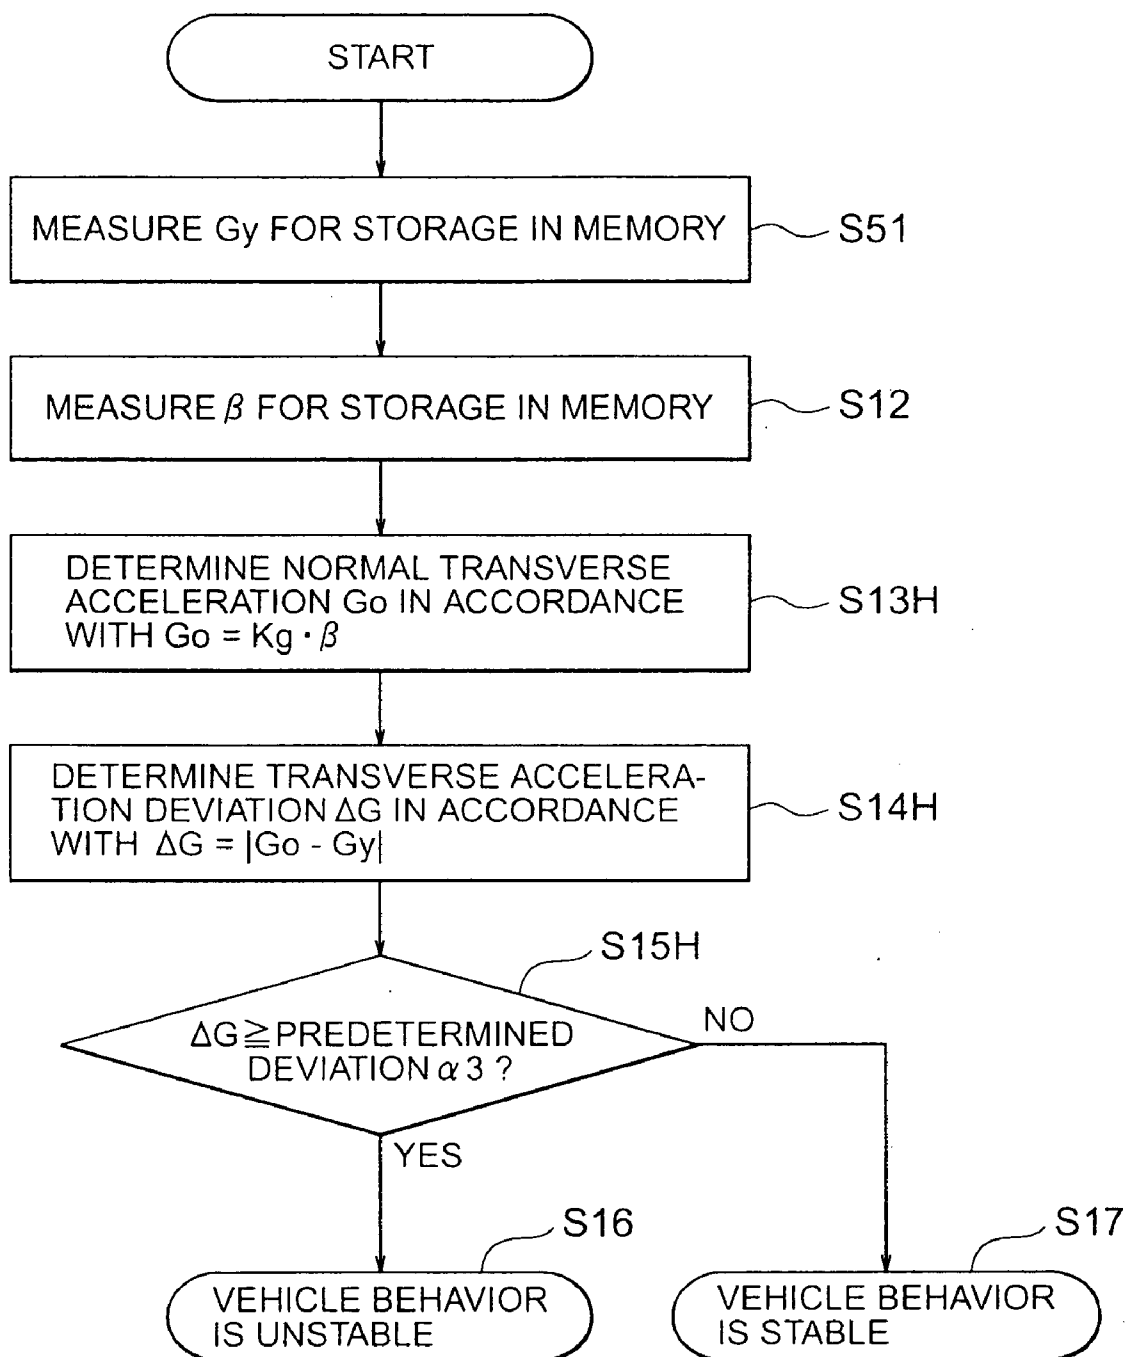 START
MEASURE Gy FOR STORAGE IN MEMORY
S51
MEASURE β FOR STORAGE IN MEMORY
S12
DETERMINE NORMAL TRANSVERSE
ACCELERATION Go IN ACCORDANCE
WITH Go = Kg · β
S13H
DETERMINE TRANSVERSE ACCELERA-
TION DEVIATION ΔG IN ACCORDANCE
WITH ΔG = |Go - Gy|
S14H
S15H
ΔG ≧ PREDETERMINED
DEVIATION α3 ?
NO
YES
S16
VEHICLE BEHAVIOR
IS UNSTABLE
S17
VEHICLE BEHAVIOR
IS STABLE